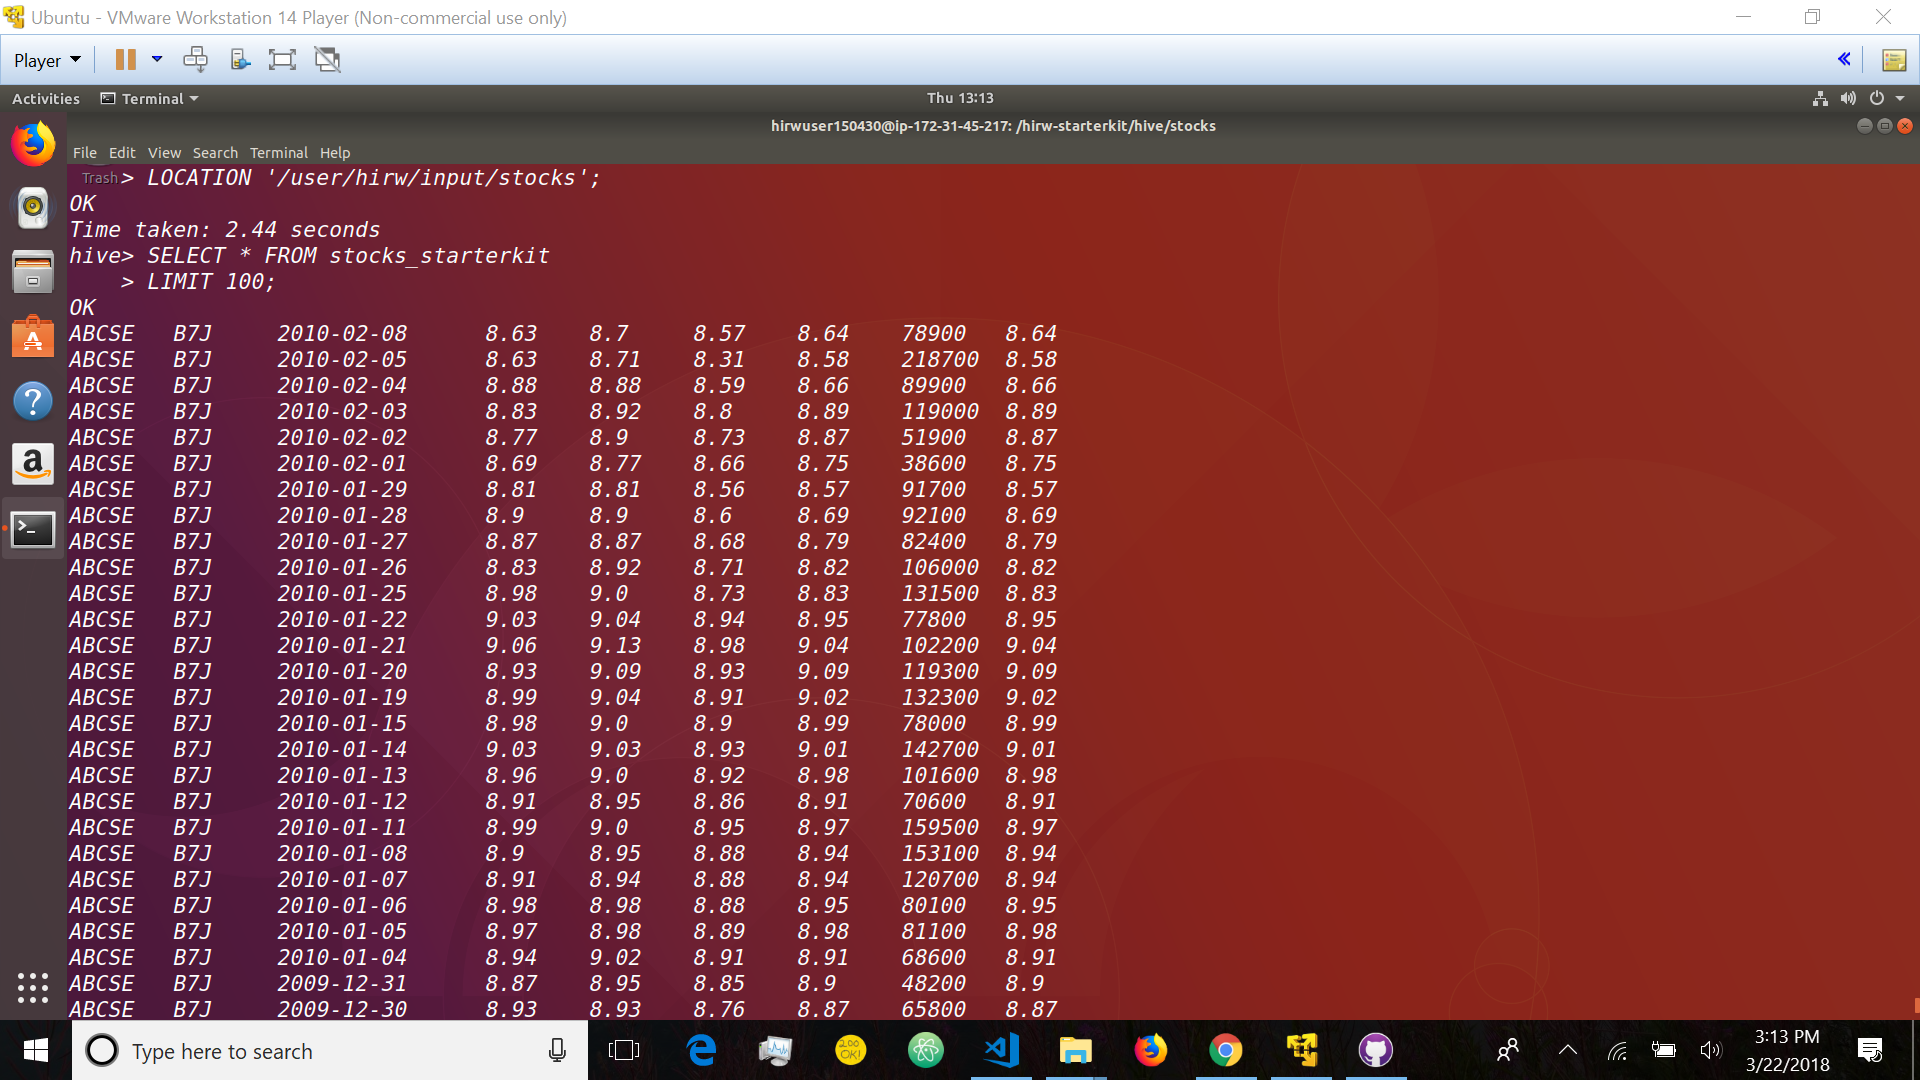 Ubuntu - VMware Workstation 14 Player (Non-commercial use only)
Player
Activities Terminal Thu 13:13
hirwuser150430@ip-172-31-45-217: /hirw-starterkit/hive/stocks
File Edit View Search Terminal Help
Trash > LOCATION '/user/hirw/input/stocks';
OK
Time taken: 2.44 seconds
hive> SELECT * FROM stocks_starterkit
> LIMIT 100;
OK
ABCSE B7J 2010-02-08 8.63 8.7 8.57 8.64 78900 8.64
ABCSE B7J 2010-02-05 8.63 8.71 8.31 8.58 218700 8.58
ABCSE B7J 2010-02-04 8.88 8.88 8.59 8.66 89900 8.66
ABCSE B7J 2010-02-03 8.83 8.92 8.8 8.89 119000 8.89
ABCSE B7J 2010-02-02 8.77 8.9 8.73 8.87 51900 8.87
ABCSE B7J 2010-02-01 8.69 8.77 8.66 8.75 38600 8.75
ABCSE B7J 2010-01-29 8.81 8.81 8.56 8.57 91700 8.57
ABCSE B7J 2010-01-28 8.9 8.9 8.6 8.69 92100 8.69
ABCSE B7J 2010-01-27 8.87 8.87 8.68 8.79 82400 8.79
ABCSE B7J 2010-01-26 8.83 8.92 8.71 8.82 106000 8.82
ABCSE B7J 2010-01-25 8.98 9.0 8.73 8.83 131500 8.83
ABCSE B7J 2010-01-22 9.03 9.04 8.94 8.95 77800 8.95
ABCSE B7J 2010-01-21 9.06 9.13 8.98 9.04 102200 9.04
ABCSE B7J 2010-01-20 8.93 9.09 8.93 9.09 119300 9.09
ABCSE B7J 2010-01-19 8.99 9.04 8.91 9.02 132300 9.02
ABCSE B7J 2010-01-15 8.98 9.0 8.9 8.99 78000 8.99
ABCSE B7J 2010-01-14 9.03 9.03 8.93 9.01 142700 9.01
ABCSE B7J 2010-01-13 8.96 9.0 8.92 8.98 101600 8.98
ABCSE B7J 2010-01-12 8.91 8.95 8.86 8.91 70600 8.91
ABCSE B7J 2010-01-11 8.99 9.0 8.95 8.97 159500 8.97
ABCSE B7J 2010-01-08 8.9 8.95 8.88 8.94 153100 8.94
ABCSE B7J 2010-01-07 8.91 8.94 8.88 8.94 120700 8.94
ABCSE B7J 2010-01-06 8.98 8.98 8.88 8.95 80100 8.95
ABCSE B7J 2010-01-05 8.97 8.98 8.89 8.98 81100 8.98
ABCSE B7J 2010-01-04 8.94 9.02 8.91 8.91 68600 8.91
ABCSE B7J 2009-12-31 8.87 8.95 8.85 8.9 48200 8.9
ABCSE B7J 2009-12-30 8.93 8.93 8.76 8.87 65800 8.87
Type here to search
200 OK!
3:13 PM
3/22/2018